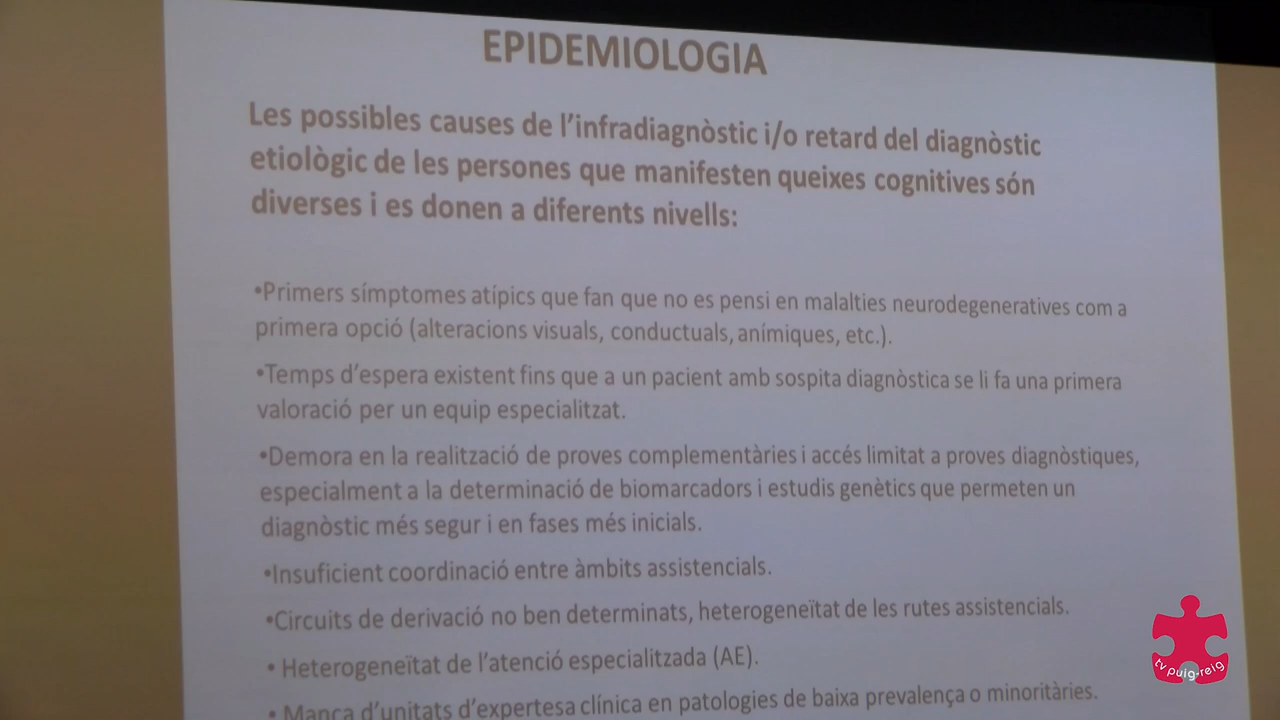 EPIDEMIOLOGIA
Les possibles causes de l'infradiagnòstic i/o retard del diagnòstic
etiològic de les persones que manifesten queixes cognitives són
diverses i es donen a diferents nivells:
•Primers símptomes atípics que fan que no es pensi en malalties neurodegeneratives com a
primera opció (alteracions visuals, conductuals, anímiques, etc.).
•Temps d'espera existent fins que a un pacient amb sospita diagnòstica se li fa una primera
valoració per un equip especialitzat.
•Demora en la realització de proves complementàries i accés limitat a proves diagnòstiques,
especialment a la determinació de biomarcadors i estudis genètics que permeten un
diagnòstic més segur i en fases més inicials.
•Insuficient coordinació entre àmbits assistencials.
•Circuits de derivació no ben determinats, heterogeneïtat de les rutes assistencials.
• Heterogeneïtat de l'atenció especialitzada (AE).
• Manca d'unitats d'expertesa clínica en patologies de baixa prevalença o minoritàries.
tv puig-reig